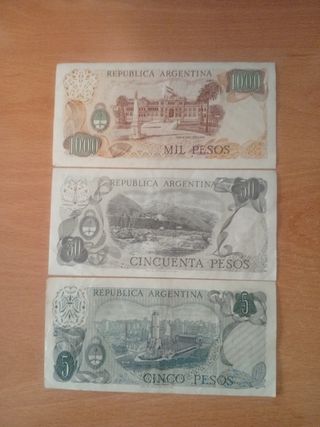 REPUBLICA ARGENTINA
1000
1000
MIL PESOS
REPUBLICA ARGENTINA
50
50
CINCUENTA PESOS
REPUBLICA ARGENTINA
5
5
CINCO PESOS